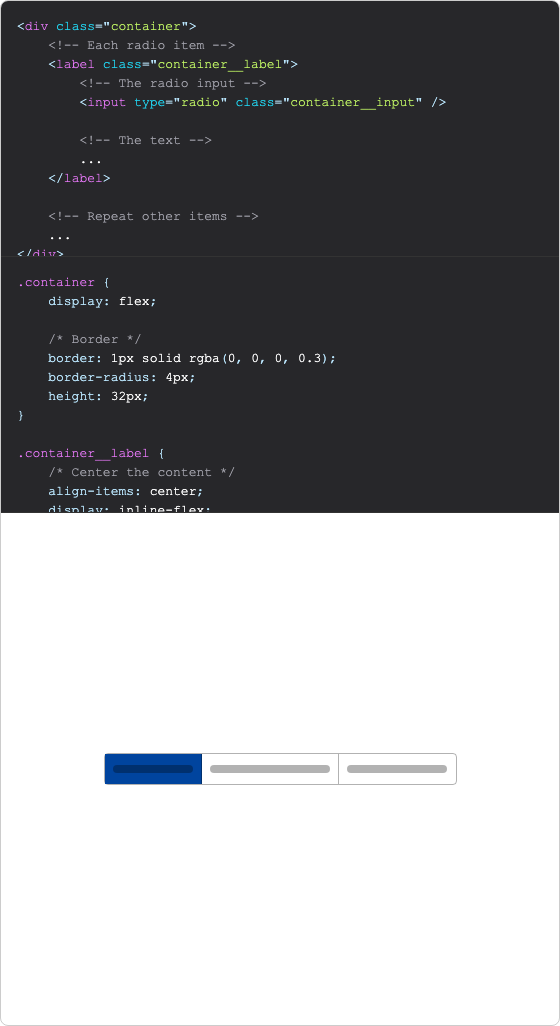 <div class="container">
    <!-- Each radio item -->
    <label class="container__label">
        <!-- The radio input -->
        <input type="radio" class="container__input" />

        <!-- The text -->
        ...
    </label>

    <!-- Repeat other items -->
    ...
</div>
.container {
    display: flex;

    /* Border */
    border: 1px solid rgba(0, 0, 0, 0.3);
    border-radius: 4px;
    height: 32px;
}

.container__label {
    /* Center the content */
    align-items: center;
    display: inline-flex;